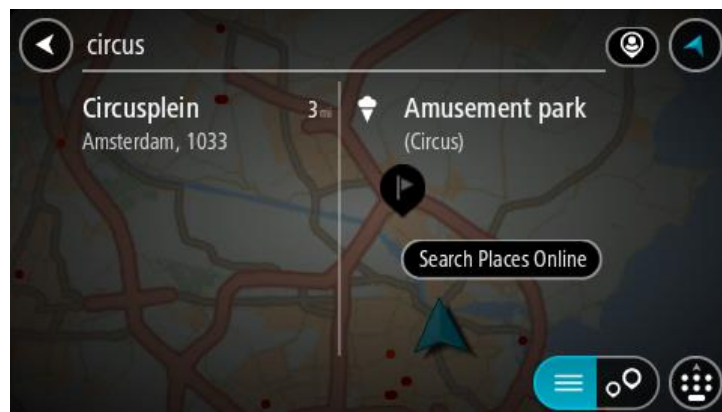 circus
Circusplein 3 mi
Amsterdam, 1033
Amusement park
(Circus)
Search Places Online